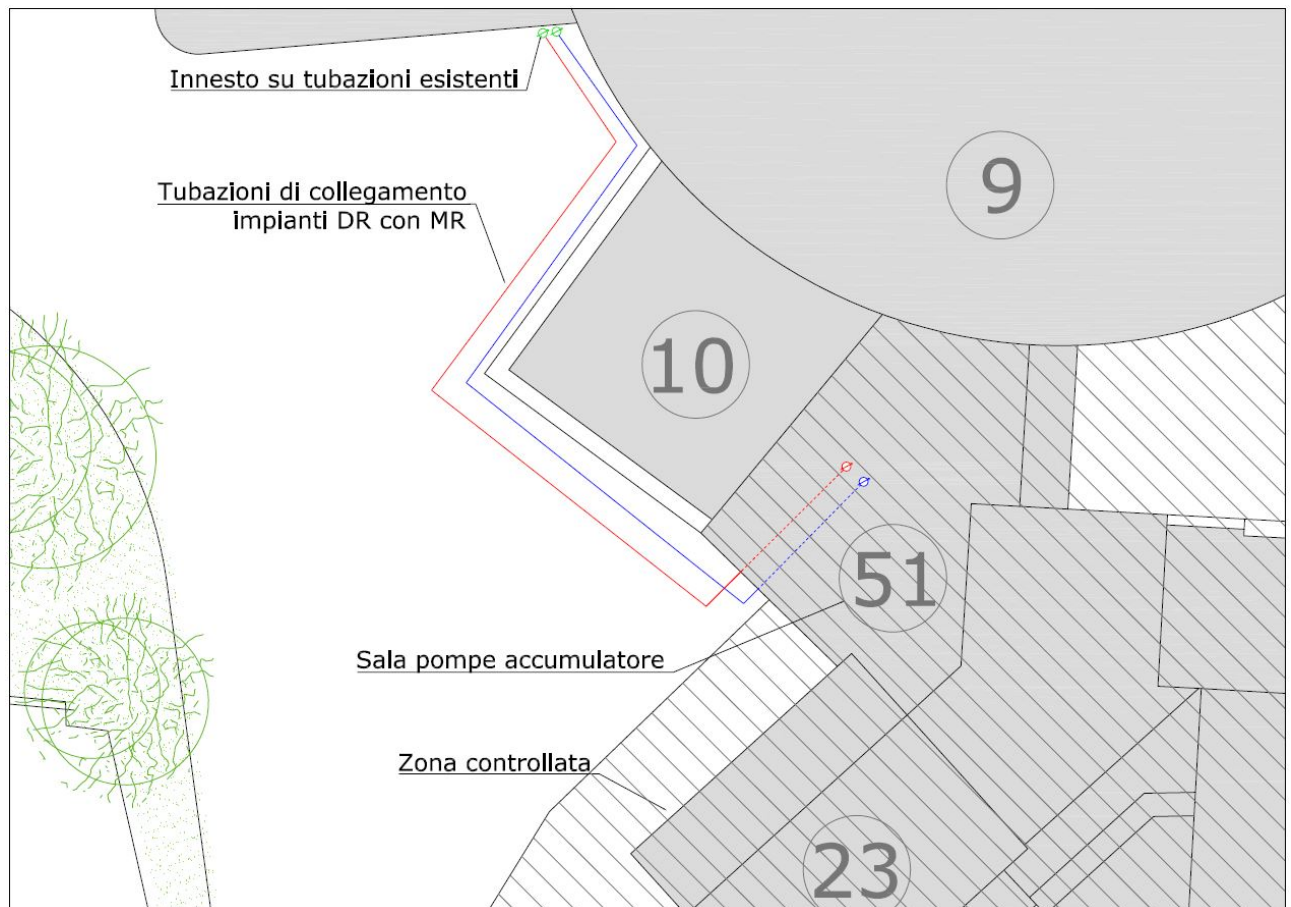 Innesto su tubazioni esistenti
9
Tubazioni di collegamento
impianti DR con MR
10
51
Sala pompe accumulatore
Zona controllata
23